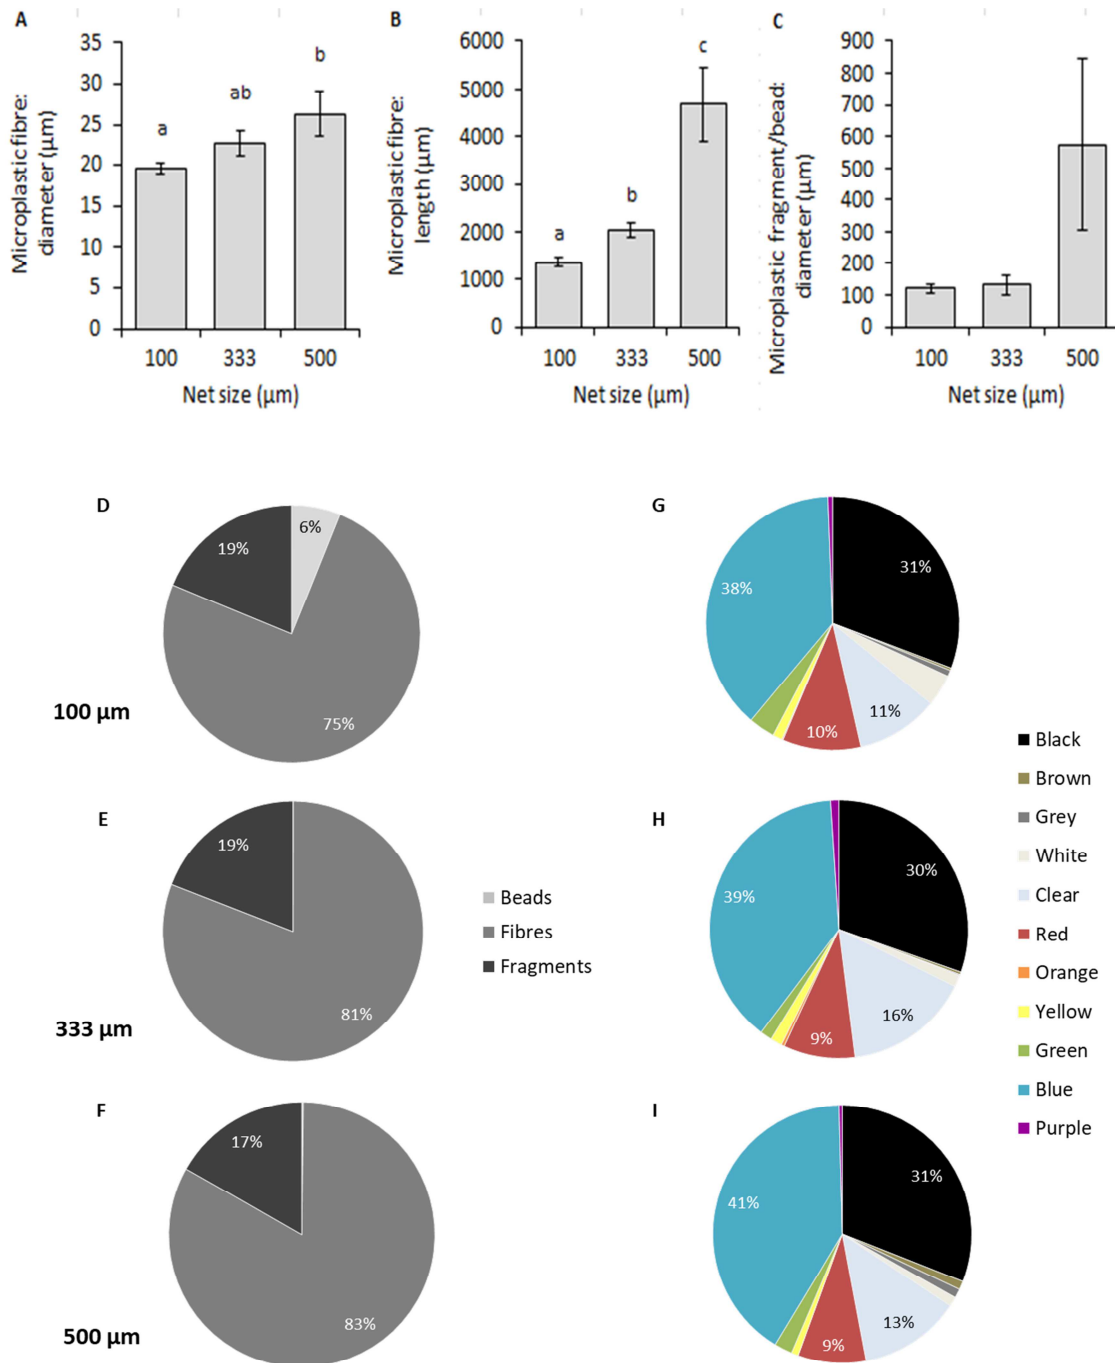 A
Microplastic fibre:
diameter (µm)
35
30
25
20
15
10
5
0
a
ab
b
100 333 500
Net size (µm)
B
Microplastic fibre:
length (µm)
6000
5000
4000
3000
2000
1000
0
a
b
c
100 333 500
Net size (µm)
C
Microplastic fragment/bead:
diameter (µm)
900
800
700
600
500
400
300
200
100
0
100 333 500
Net size (µm)
D
6%
19%
75%
100 µm
G
31%
38%
11%
10%
E
19%
81%
333 µm
Beads
Fibres
Fragments
H
30%
39%
16%
9%
F
17%
83%
500 µm
I
31%
41%
13%
9%
Black
Brown
Grey
White
Clear
Red
Orange
Yellow
Green
Blue
Purple